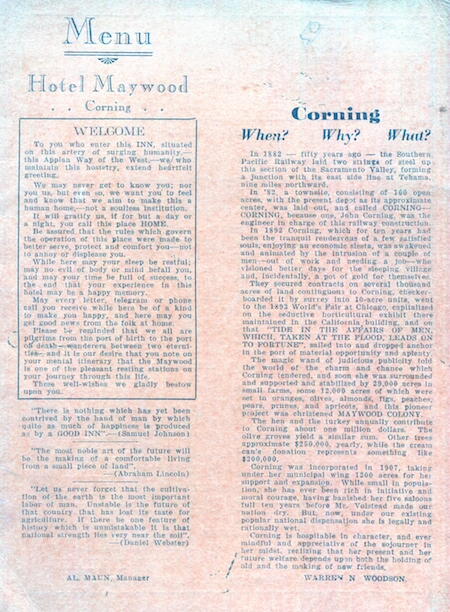 Menu
Hotel Maywood
. . Corning . .
WELCOME
To you who enter this INN, situated
on this artery of surging humanity,—
this Appian Way of the West,—we who
maintain this hostelry, extend heartfelt
greeting.
We may never get to know you; nor
you us, but even so, we want you to feel
and know that we aim to make this a
human home,—not a soulless institution.
It will gratify us, if for but a day or
a night, you call this place HOME.
Be assured that the rules which govern
the operation of this place were made to
better serve, protect and comfort you—not
to annoy or displease you.
While here may your sleep be restful;
may no evil of body or mind befall you,
and may your time full of success, to
the end that your experience in this
hotel may be a happy memory.
May every letter, telegram or phone
call you receive while here be of a kind
to make you happy, and here may you
get good news from the folk at home.
Please be reminded that we all are
pilgrims from the port of birth to the port
of death—wanderers between two eterni-
ties—and it is our desire that you note on
your menial itinerary that the Maywood
is one of the pleasant resting stations on
your journey through this life.
These well-wishes we gladly bestow
upon you.
"There is nothing which has yet been
contrived by the hand of man by which
quite as much of happiness is produced
as by a GOOD INN".—(Samuel Johnson)
"The most noble art of the future will
be the making of a comfortable living
from a small piece of land".
—(Abraham Lincoln)
"Let us never forget that the cultiva-
tion of the earth is the most important
labor of man. Unstable is the future of
that country that has lost its taste for
agriculture. If there be one feature of
history which is unmistakable it is that
national strength lies very near the soil".
—(Daniel Webster)
AL. MAUN, Manager
Corning
When? Why? What?
In 1882 — fifty years ago — the Southern
Pacific Railway laid two strings of steel up
this section of the Sacramento Valley, forming
a junction with its east side line at Tehama,
nine miles northward.
In '82, a townsite, consisting of 160 open
acres, with the present depot as its approximate
center, was laid out, and called CORNING—
CORNING, because one, John Corning, was the
engineer in charge of this railway construction.
In 1892 Corning, which for ten years had
been the tranquil rendezvous of a few satisfied
souls, enjoying an economic siesta, was awakened
and animated by the intrusion of a couple of
men—out of work and needing a job—who
visioned better days for the sleeping village
and, incidentally, a pot of gold for themselves.
They secured contracts on several thousand
acres of land contiguous to Corning, checker-
boarded it by survey into 10-acre units, went
to the 1893 World's Fair at Chicago, capitalized
on the seductive horticultural exhibit there
maintained in the California building, and on
that "TIDE IN THE AFFAIRS OF MEN,
WHICH, TAKEN AT THE FLOOD, LEADS ON
TO FORTUNE", sailed into and dropped anchor
in the port of material opportunity and plenty.
The magic wand of judicious publicity told
the world of the charm and chance which
Corning tendered, and soon she was surrounded
and supported and stabilized by 23,000 acres in
small farms, some 12,000 acres of which were
set to oranges, olives, almonds, figs, peaches,
pears, prunes, and apricots, and this pioneer
project was christened MAYWOOD COLONY.
The hen and the turkey annually contribute
to Corning about one million dollars. The
olive groves yield a similar sum. Other trees
approximate $250,000, yearly, while the cream
can's donation represents something like
$200,000.
Corning was incorporated in 1907, taking
under her municipal wing 1200 acres for her
support and expansion. While small in popula-
tion, she has ever been rich in initiative and
moral courage, having banished her five saloons
full ten years before Mr. Volstead made our
nation dry. But, now, under our existing
popular national dispensation she is legally and
rationally wet.
Corning is hospitable in character, and ever
mindful and appreciative of the sojourner in
her midst, realizing that her present and her
future welfare depends upon both the holding of
old and the making of new friends.
WARREN N WOODSON.